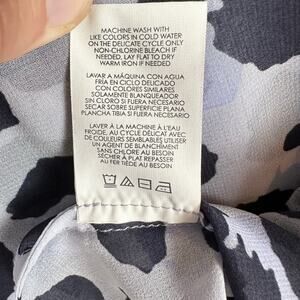 MACHINE WASH WITH
LIKE COLORS IN COLD WATER
ON THE DELICATE CYCLE ONLY
NON-CHLORINE BLEACH IF
NEEDED, LAY FLAT TO DRY
WARM IRON IF NEEDED
LAVAR A MÁQUINA CON AGUA
FRIA EN CICLO DELICADO
CON COLORES SIMILARES
SOLAMENTE BLANQUEADOR
SIN CLORO SI FUERA NECESARIO
SECAR SOBRE SUPERFICIE PLANA
PLANCHA TIBIA SI FUERA NECESARIO
LAVER À LA MACHINE À L'EAU
FROIDE, AU CYCLE DÉLICAT AVEC
DE COULEURS SEMBLABLES UTILISER
UN AGENT DE BLANCHIMENT
SANS CHLORE AU BESOIN
SÉCHER À PLAT REPASSER
AU FER TIÈDE AU BESOIN